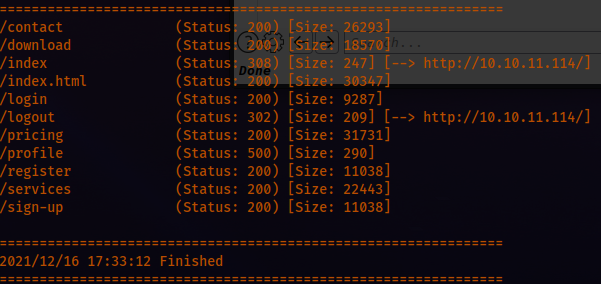 ===============================================================
/contact              (Status: 200) [Size: 26293]
/download             (Status: 200) [Size: 18570]
/index                (Status: 308) [Size: 247] [--> http://10.10.11.114/]
/index.html           (Status: 200) [Size: 30347]
Done
/login                (Status: 200) [Size: 9287]
/logout               (Status: 302) [Size: 209] [--> http://10.10.11.114/]
/pricing              (Status: 200) [Size: 31731]
/profile              (Status: 500) [Size: 290]
/register             (Status: 200) [Size: 11038]
/services             (Status: 200) [Size: 22443]
/sign-up              (Status: 200) [Size: 11038]
===============================================================
2021/12/16 17:33:12 Finished
===============================================================